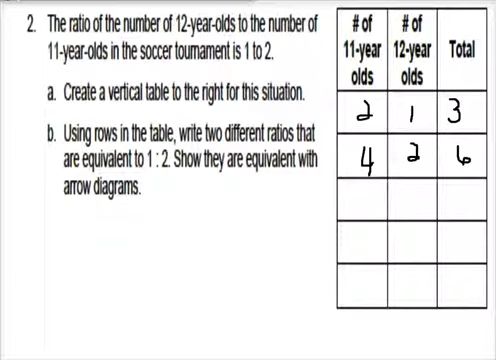 2. The ratio of the number of 12-year-olds to the number of
11-year-olds in the soccer tournament is 1 to 2.
a. Create a vertical table to the right for this situation.
b. Using rows in the table, write two different ratios that
are equivalent to 1 : 2. Show they are equivalent with
arrow diagrams.
# of 11-year olds | # of 12-year olds | Total
2 1 3
4 2 6